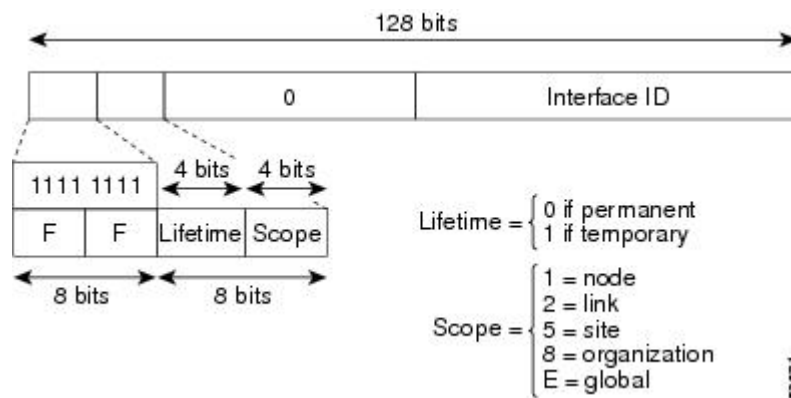 128 bits
0
Interface ID
1111 1111
4 bits
4 bits
F
F
Lifetime
Scope
8 bits
8 bits
Lifetime =
0 if permanent
1 if temporary
Scope =
1 = node
2 = link
5 = site
8 = organization
E = global